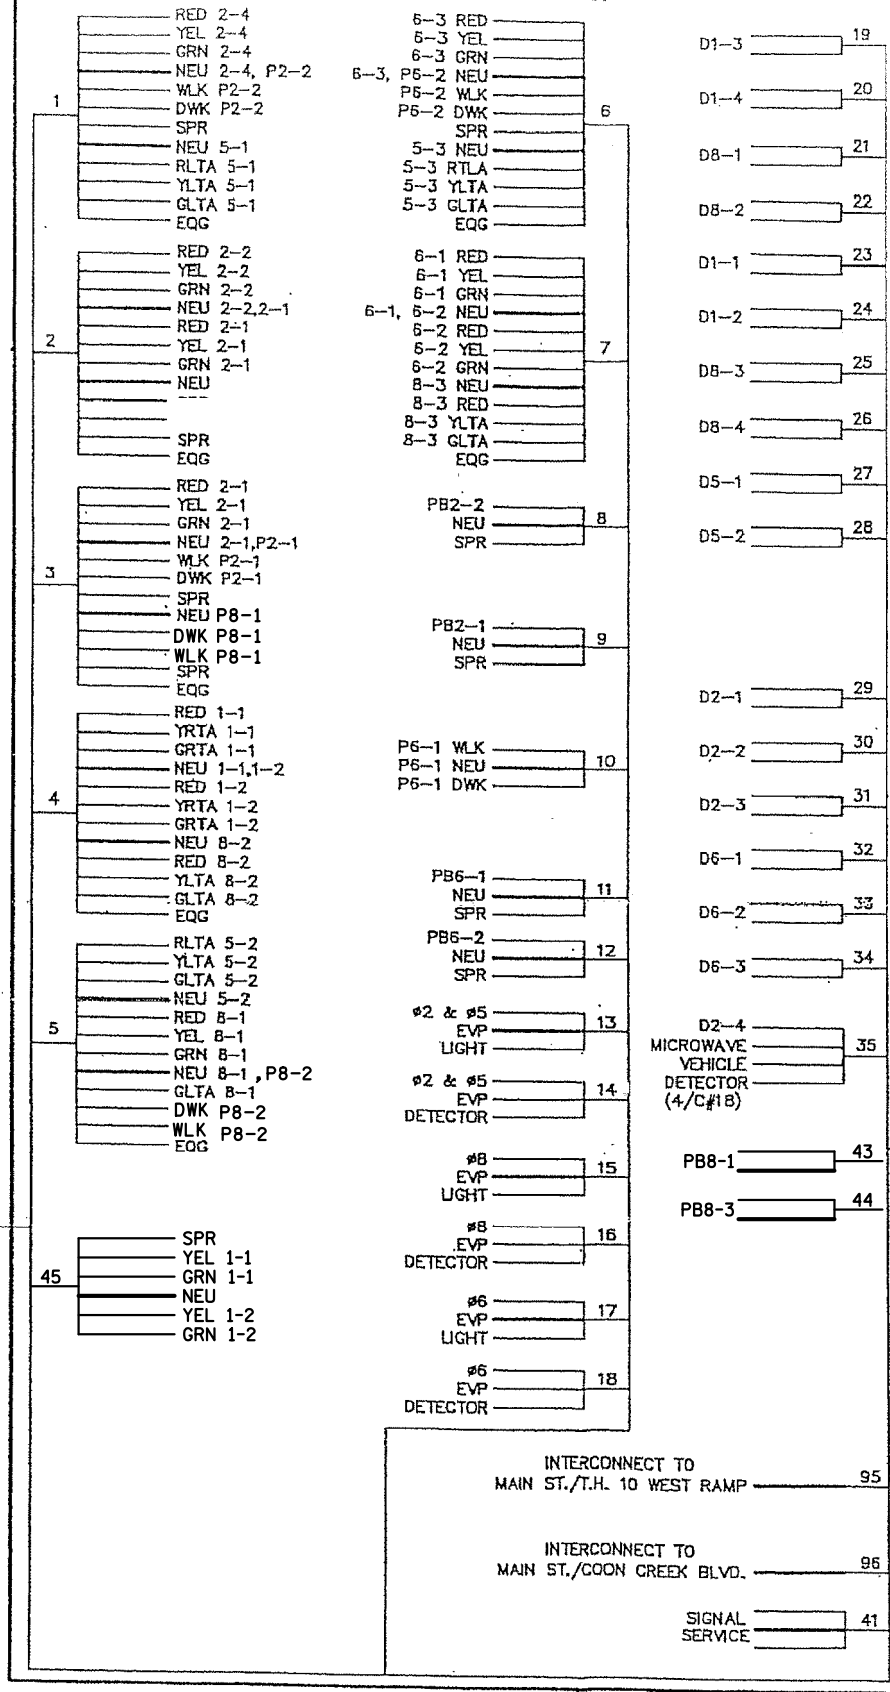 1
RED 2-4
YEL 2-4
GRN 2-4
NEU 2-4, P2-2
WLK P2-2
DWK P2-2
SPR
NEU 5-1
RLTA 5-1
YLTA 5-1
GLTA 5-1
EQG
2
RED 2-2
YEL 2-2
GRN 2-2
NEU 2-2,2-1
RED 2-1
YEL 2-1
GRN 2-1
NEU
---
SPR
EQG
3
RED 2-1
YEL 2-1
GRN 2-1
NEU 2-1,P2-1
WLK P2-1
DWK P2-1
SPR
NEU P8-1
DWK P8-1
WLK P8-1
SPR
EQG
4
RED 1-1
YRTA 1-1
GRTA 1-1
NEU 1-1,1-2
RED 1-2
YRTA 1-2
GRTA 1-2
NEU 8-2
RED 8-2
YLTA 8-2
GLTA 8-2
EQG
5
RLTA 5-2
YLTA 5-2
GLTA 5-2
NEU 5-2
RED 8-1
YEL 8-1
GRN 8-1
NEU 8-1 ,P8-2
GLTA 8-1
DWK P8-2
WLK P8-2
EQG
45
SPR
YEL 1-1
GRN 1-1
NEU
YEL 1-2
GRN 1-2
6-3 RED
6-3 YEL
6-3 GRN
6-3, P6-2 NEU
P6-2 WLK
P6-2 DWK
SPR
5-3 NEU
5-3 RTLA
5-3 YLTA
5-3 GLTA
EQG
6
6-1 RED
6-1 YEL
6-1 GRN
6-1, 6-2 NEU
6-2 RED
6-2 YEL
6-2 GRN
8-3 NEU
8-3 RED
8-3 YLTA
8-3 GLTA
EQG
7
PB2-2
NEU
SPR
8
PB2-1
NEU
SPR
9
P6-1 WLK
P6-1 NEU
P6-1 DWK
10
PB6-1
NEU
SPR
11
PB6-2
NEU
SPR
12
ø2 & ø5
EVP
LIGHT
13
ø2 & ø5
EVP
DETECTOR
14
ø8
EVP
LIGHT
15
ø8
EVP
DETECTOR
16
ø6
EVP
LIGHT
17
ø6
EVP
DETECTOR
18
D1-3 19
D1-4 20
D8-1 21
D8-2 22
D1-1 23
D1-2 24
D8-3 25
D8-4 26
D5-1 27
D5-2 28
D2-1 29
D2-2 30
D2-3 31
D6-1 32
D6-2 33
D6-3 34
D2-4
MICROWAVE
VEHICLE
DETECTOR
(4/C#18)
35
PB8-1 43
PB8-3 44
INTERCONNECT TO
MAIN ST./T.H. 10 WEST RAMP 95
INTERCONNECT TO
MAIN ST./COON CREEK BLVD. 96
SIGNAL
SERVICE
41